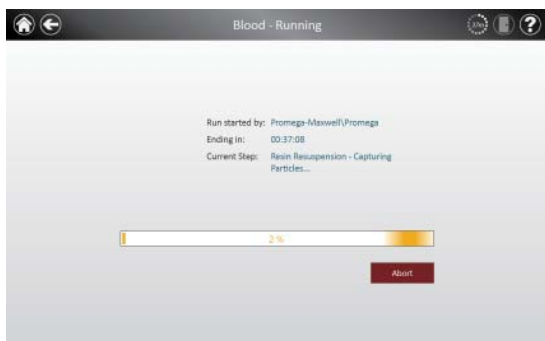 Blood - Running
37m
?
Run started by: Promega-Maxwell\Promega
Ending in: 00:37:08
Current Step: Resin Resuspension - Capturing
Particles...
2 %
Abort